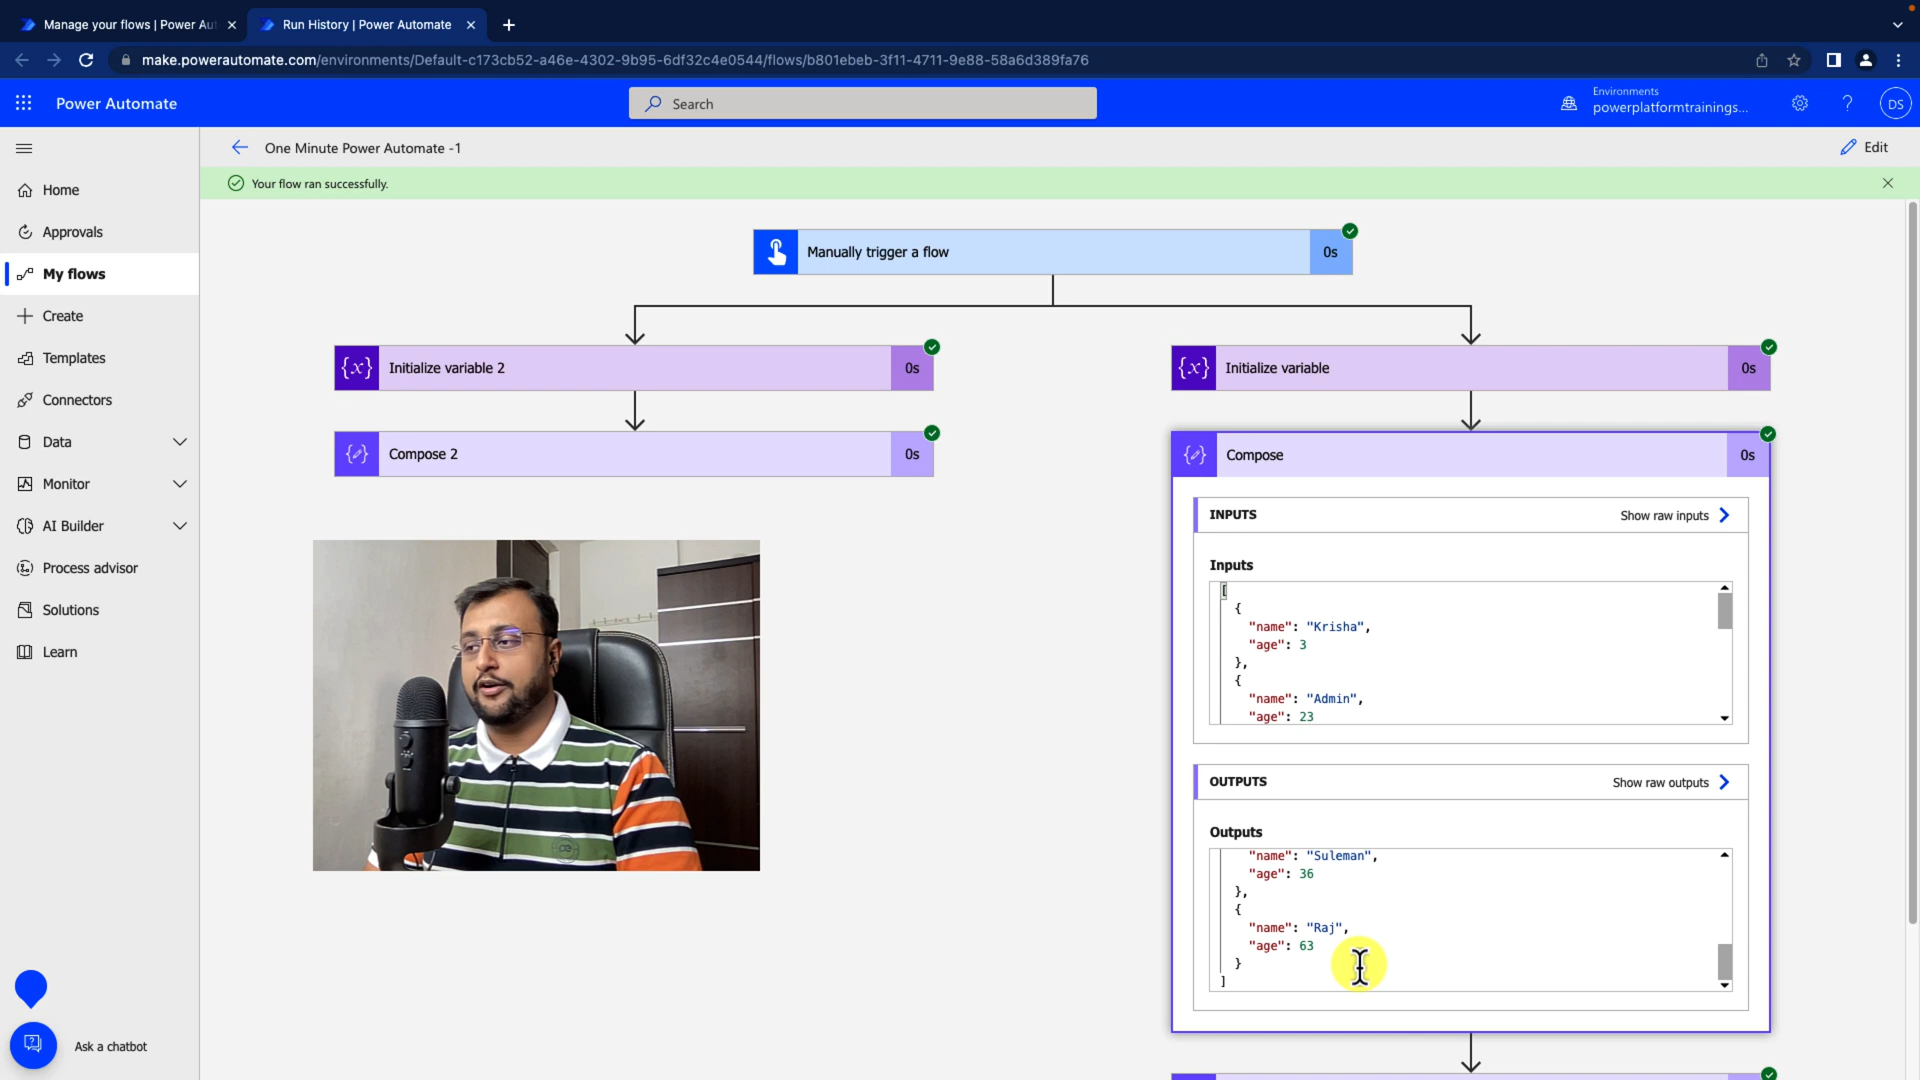 Manage your flows | Power Au
Run History | Power Automate
make.powerautomate.com/environments/Default-c173cb52-a46e-4302-9b95-6df32c4e0544/flows/b801ebeb-3f11-4711-9e88-58a6d389fa76
Power Automate
Search
Environments
powerplatformtrainings...
?
DS
One Minute Power Automate -1
Edit
Your flow ran successfully.
Home
Approvals
My flows
Create
Templates
Connectors
Data
Monitor
AI Builder
Process advisor
Solutions
Learn
Ask a chatbot
Manually trigger a flow
0s
{x} Initialize variable 2
0s
Compose 2
0s
{x} Initialize variable
0s
Compose
0s
INPUTS
Show raw inputs
Inputs
[
{
"name": "Krisha",
"age": 3
},
{
"name": "Admin",
"age": 23
OUTPUTS
Show raw outputs
Outputs
"name": "Suleman",
"age": 36
},
{
"name": "Raj",
"age": 63
}
]